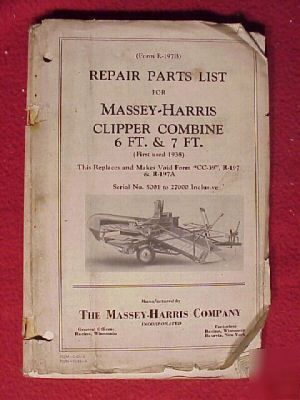 (Form R-197B)
REPAIR PARTS LIST
FOR
MASSEY-HARRIS
CLIPPER COMBINE
6 FT. & 7 FT.
(First used 1938)
This Replaces and Makes Void Form "CC-39", R-197
& R-197A
Serial No. 5001 to 27000 Inclusive
Manufactured by
THE MASSEY-HARRIS COMPANY
INCORPORATED
General Offices
Racine, Wisconsin
Factories
Racine, Wisconsin
Batavia, New York